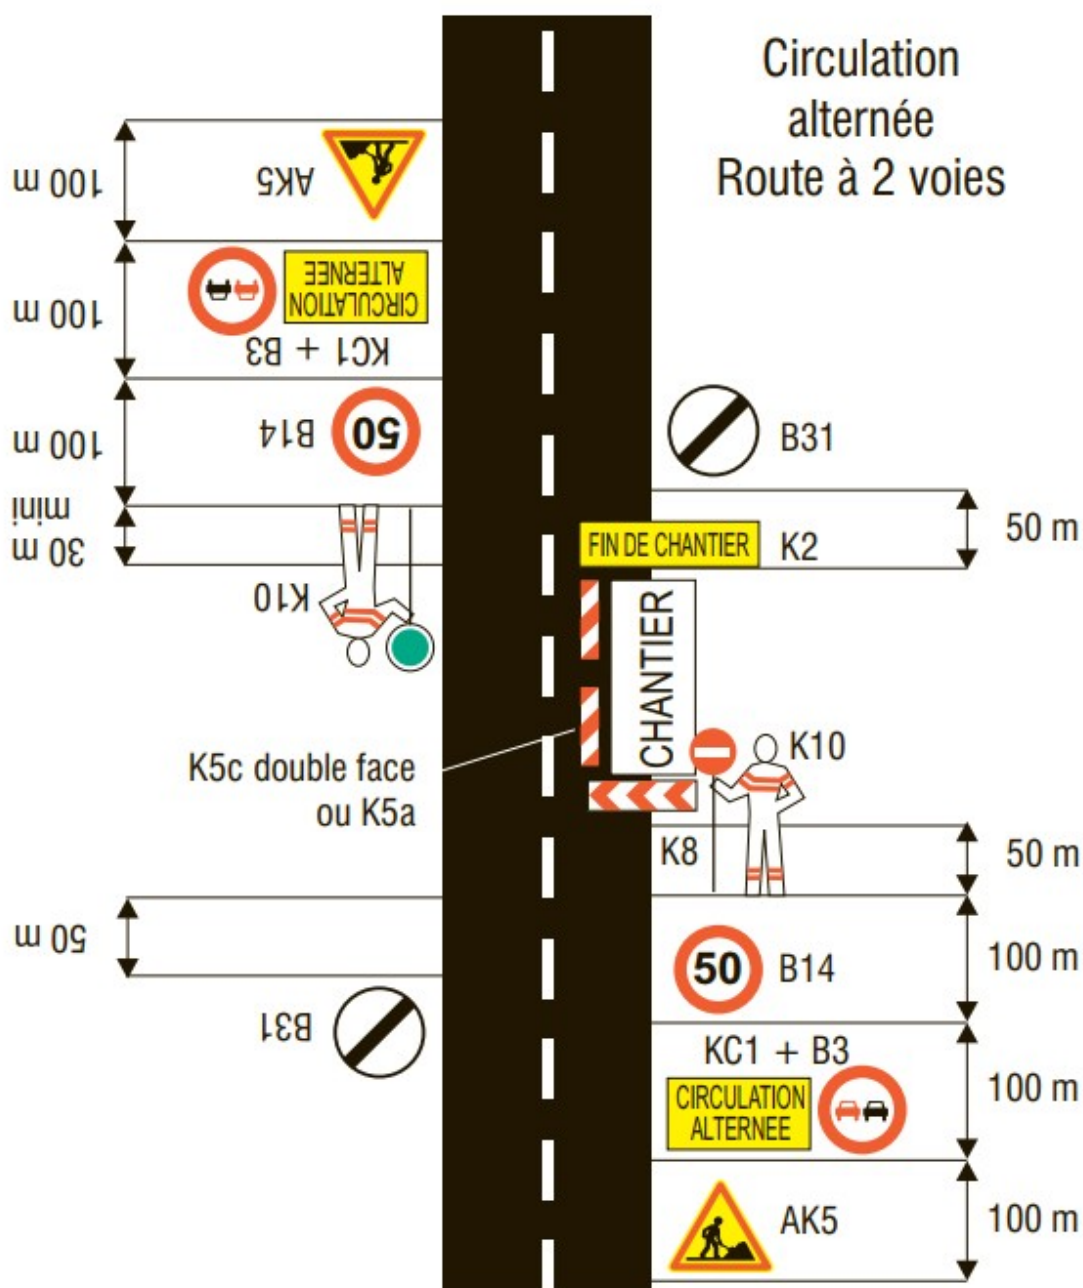 Circulation
alternée
Route à 2 voies
100 m
AK5
100 m
CIRCULATION
ALTERNEE
KC1 + B3
100 m
B14
50
30 m
mini
K10
B31
50 m
FIN DE CHANTIER
K2
CHANTIER
K10
K5c double face
ou K5a
K8
50 m
50 m
B31
50
B14
100 m
KC1 + B3
CIRCULATION
ALTERNEE
100 m
AK5
100 m